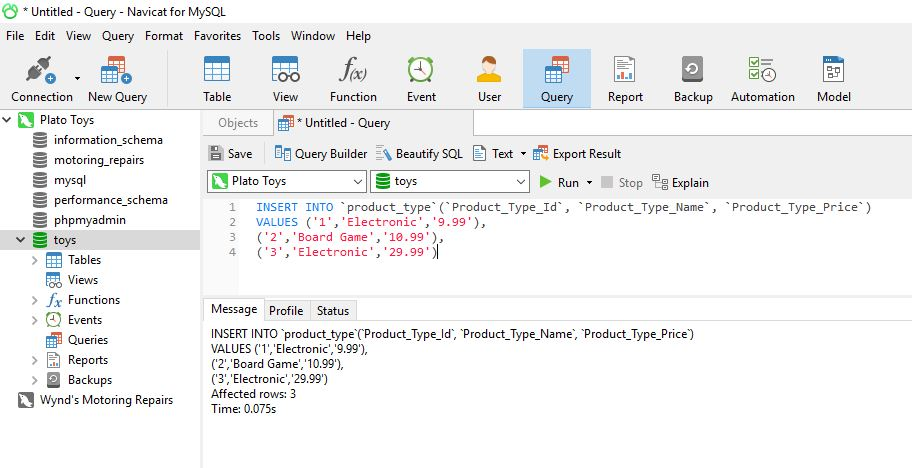 * Untitled - Query - Navicat for MySQL
File Edit View Query Format Favorites Tools Window Help
Connection New Query Table View Function Event User Query Report Backup Automation Model
f(x)
Plato Toys
information_schema
motoring_repairs
mysql
performance_schema
phpmyadmin
toys
Tables
Views
fx Functions
Events
Queries
Reports
Backups
Wynd's Motoring Repairs
Objects * Untitled - Query
Save Query Builder Beautify SQL Text Export Result
Plato Toys toys Run Stop Explain
1 INSERT INTO `product_type`(`Product_Type_Id`, `Product_Type_Name`, `Product_Type_Price`)
2 VALUES ('1','Electronic','9.99'),
3 ('2','Board Game','10.99'),
4 ('3','Electronic','29.99')
Message Profile Status
INSERT INTO `product_type`(`Product_Type_Id`, `Product_Type_Name`, `Product_Type_Price`)
VALUES ('1','Electronic','9.99'),
('2','Board Game','10.99'),
('3','Electronic','29.99')
Affected rows: 3
Time: 0.075s